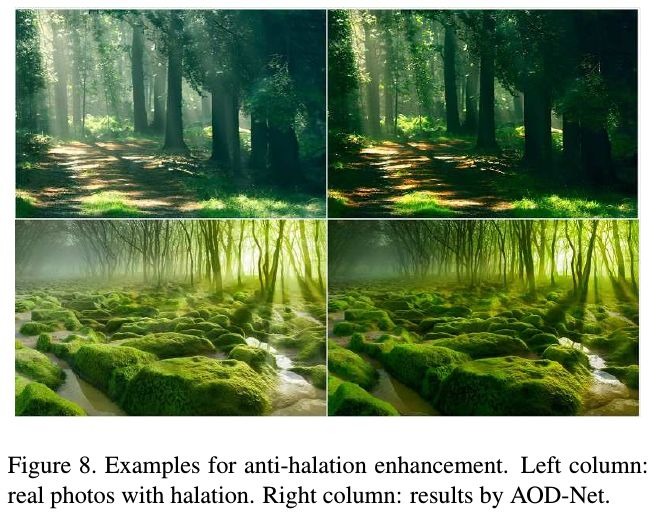 Figure 8. Examples for anti-halation enhancement. Left column:
real photos with halation. Right column: results by AOD-Net.